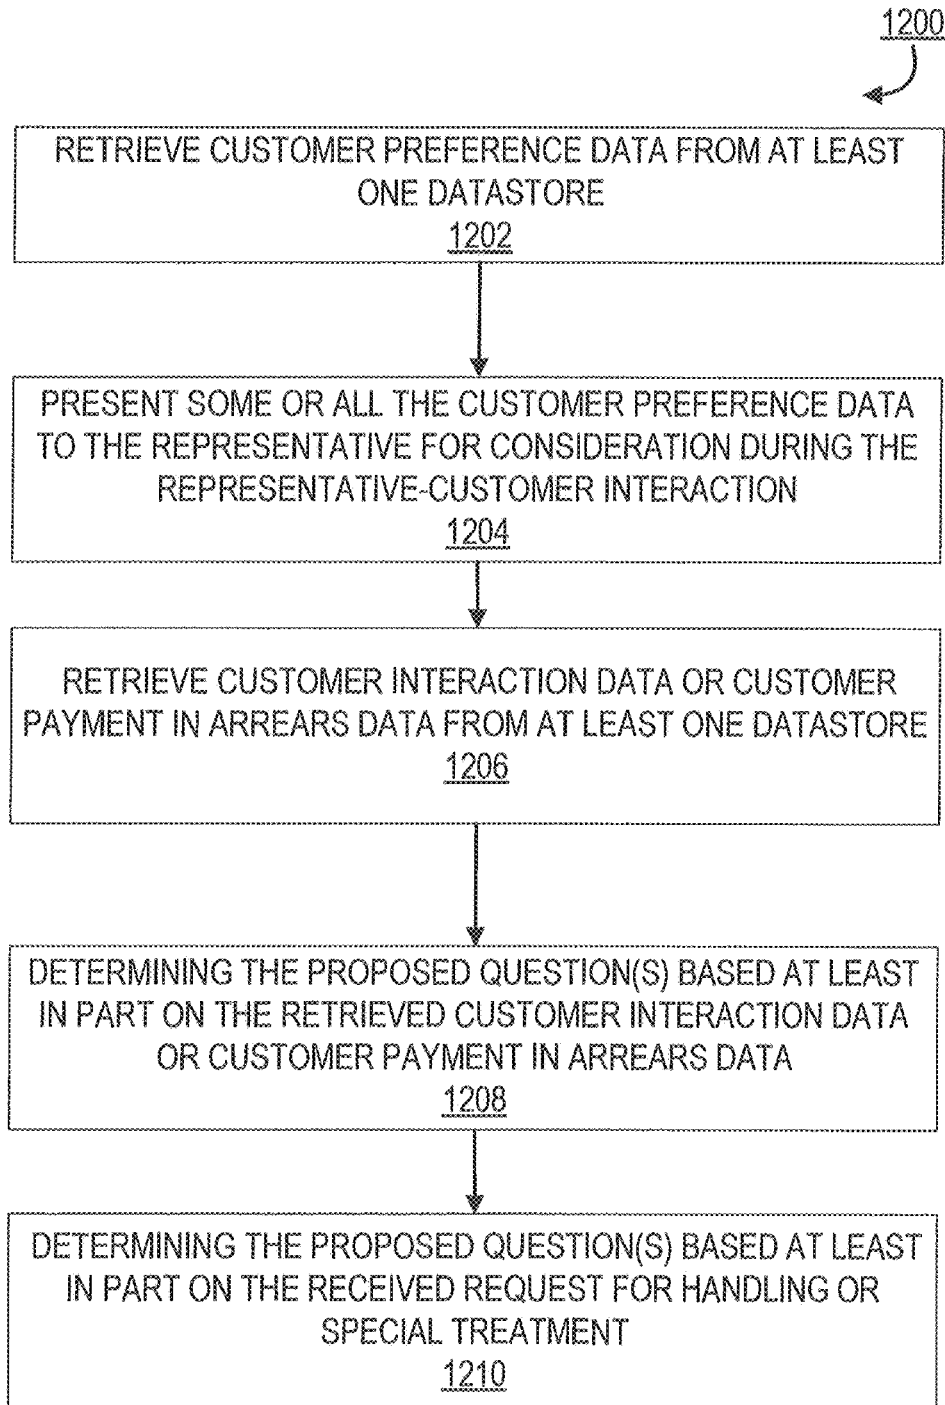 1200
RETRIEVE CUSTOMER PREFERENCE DATA FROM AT LEAST
ONE DATASTORE
1202
PRESENT SOME OR ALL THE CUSTOMER PREFERENCE DATA
TO THE REPRESENTATIVE FOR CONSIDERATION DURING THE
REPRESENTATIVE-CUSTOMER INTERACTION
1204
RETRIEVE CUSTOMER INTERACTION DATA OR CUSTOMER
PAYMENT IN ARREARS DATA FROM AT LEAST ONE DATASTORE
1206
DETERMINING THE PROPOSED QUESTION(S) BASED AT LEAST
IN PART ON THE RETRIEVED CUSTOMER INTERACTION DATA
OR CUSTOMER PAYMENT IN ARREARS DATA
1208
DETERMINING THE PROPOSED QUESTION(S) BASED AT LEAST
IN PART ON THE RECEIVED REQUEST FOR HANDLING OR
SPECIAL TREATMENT
1210